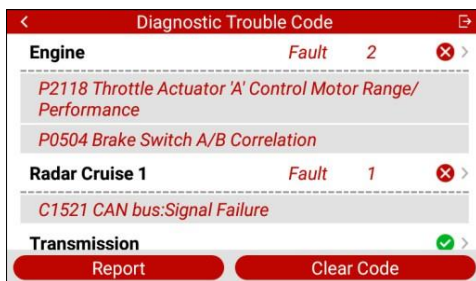 Diagnostic Trouble Code
Engine Fault 2
P2118 Throttle Actuator 'A' Control Motor Range/
Performance
P0504 Brake Switch A/B Correlation
Radar Cruise 1 Fault 1
C1521 CAN bus:Signal Failure
Transmission
Report Clear Code